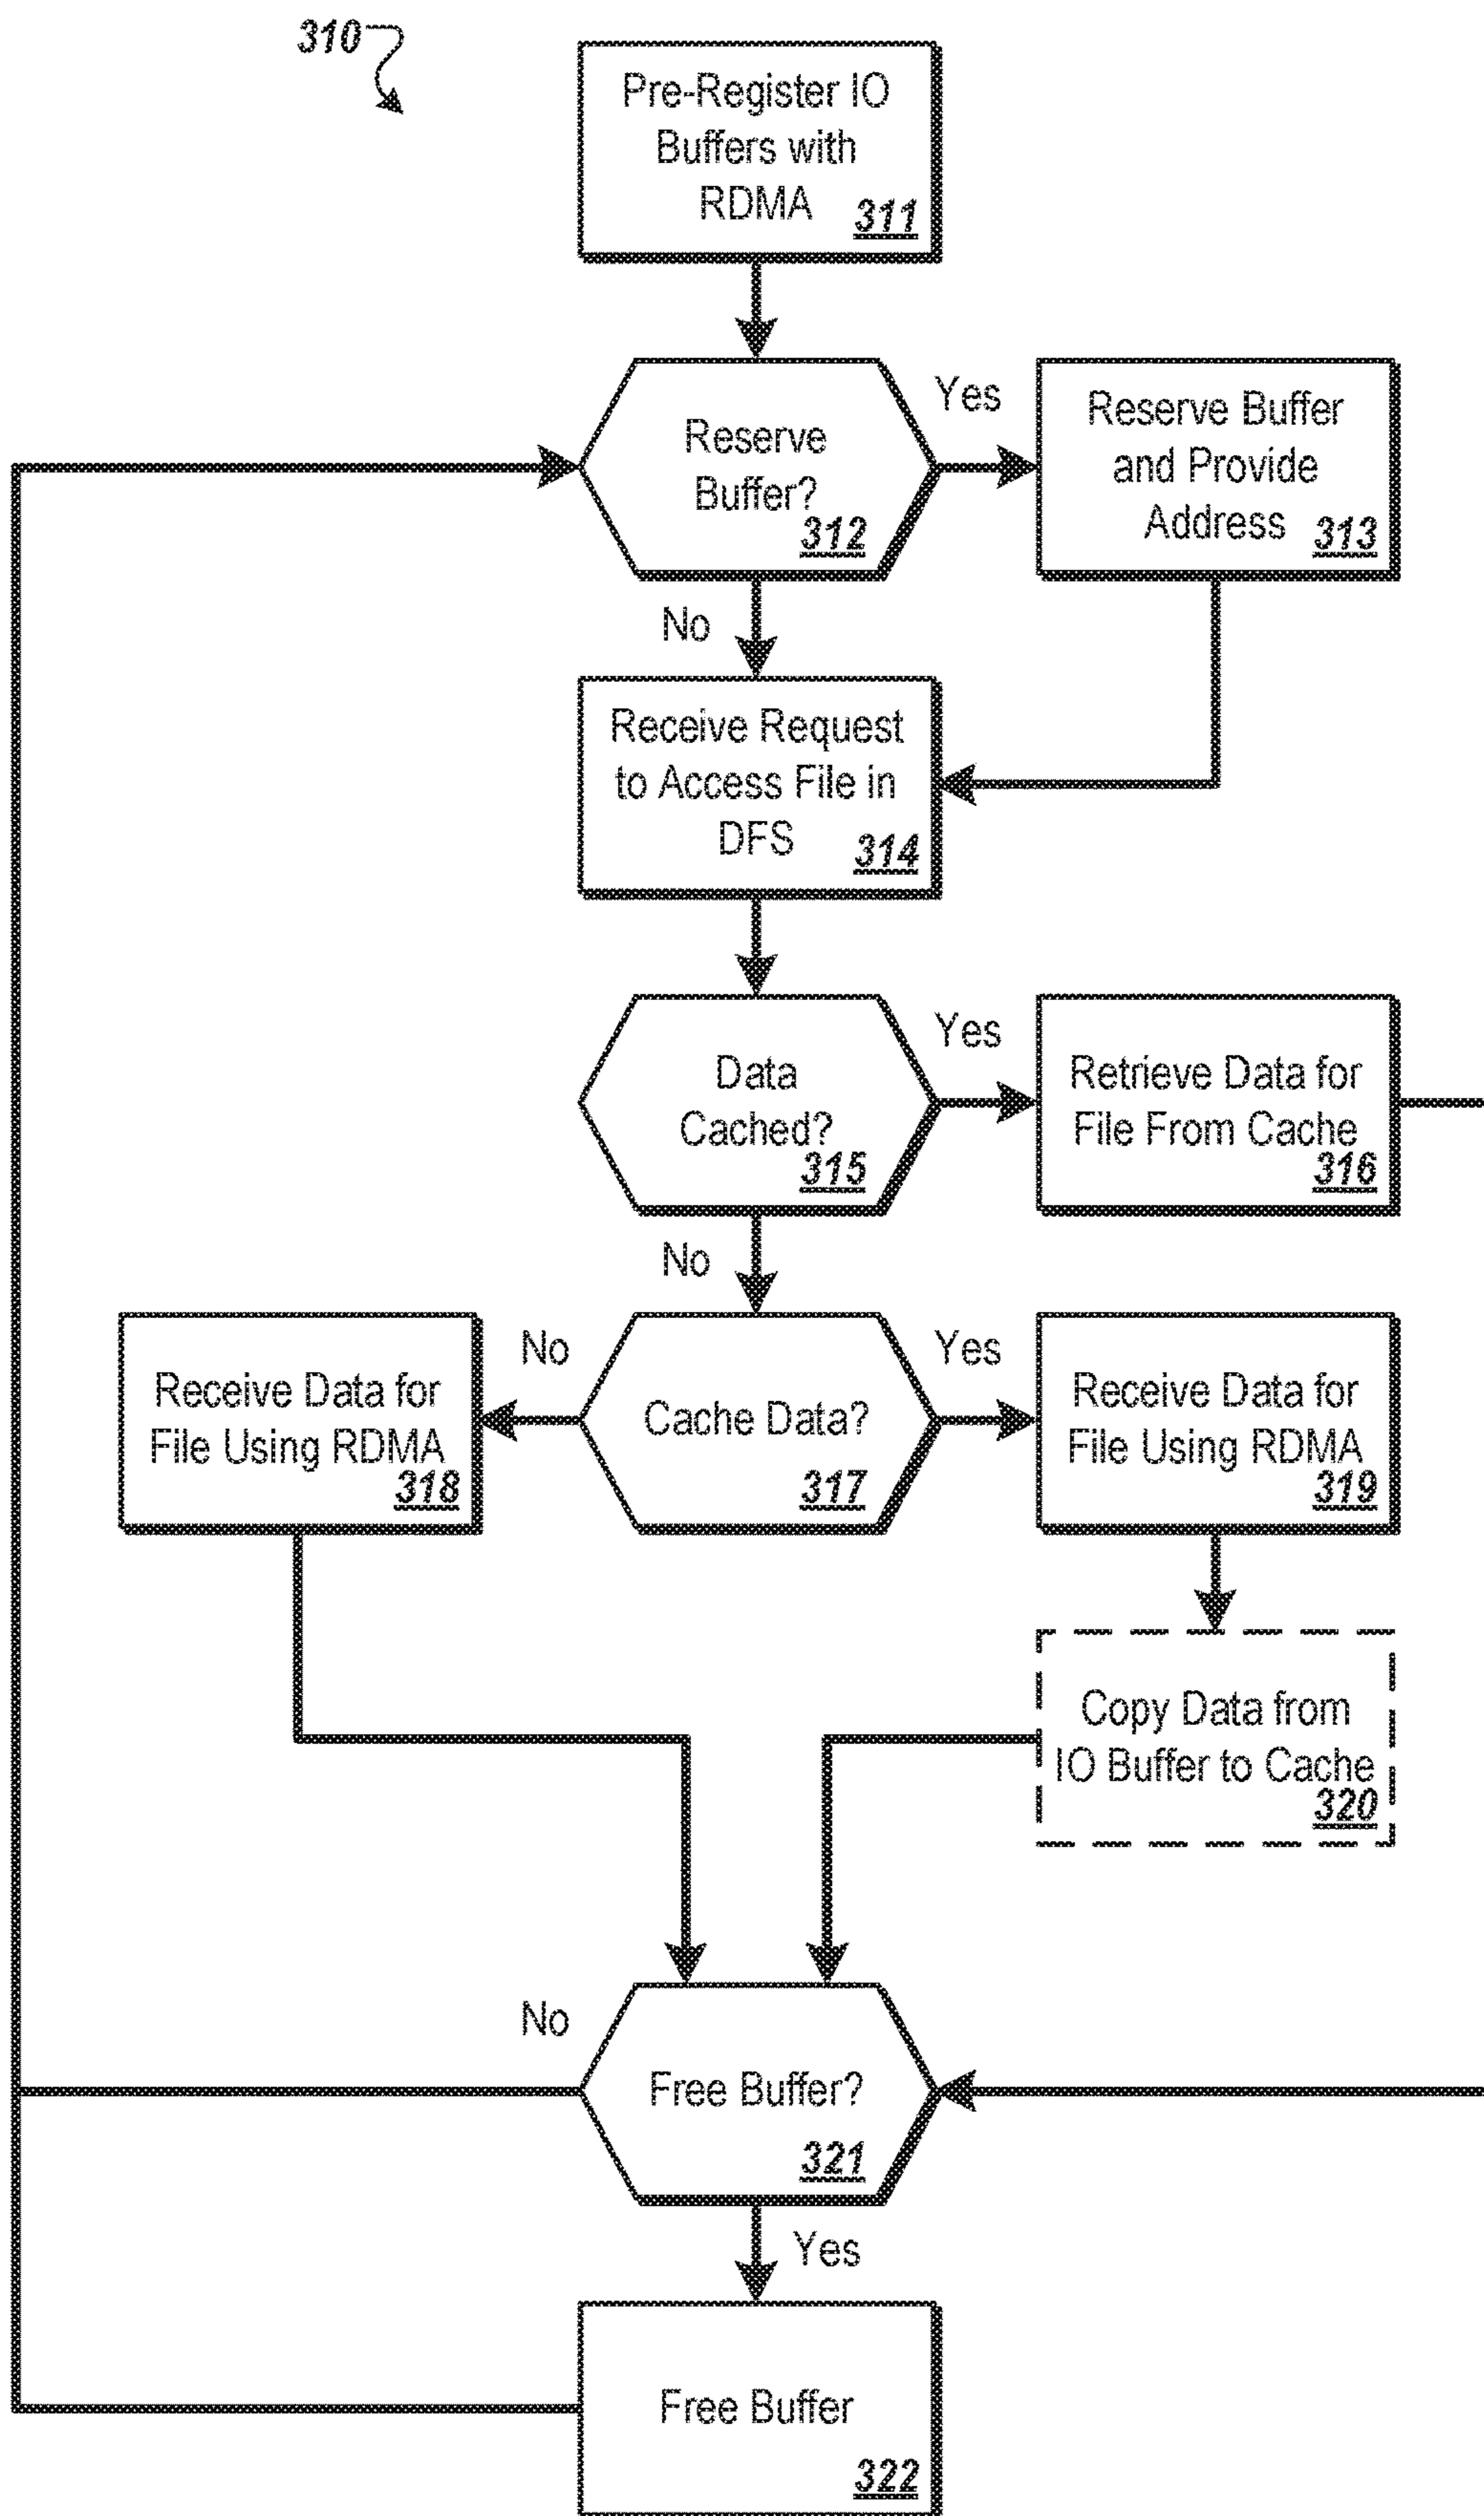 310
Pre-Register IO
Buffers with
RDMA
311
Reserve
Buffer?
312
Yes
Reserve Buffer
and Provide
Address
313
No
Receive Request
to Access File in
DFS
314
Data
Cached?
315
Yes
Retrieve Data for
File From Cache
316
No
Receive Data for
File Using RDMA
318
No
Cache Data?
317
Yes
Receive Data for
File Using RDMA
319
Copy Data from
IO Buffer to Cache
320
No
Free Buffer?
321
Yes
Free Buffer
322